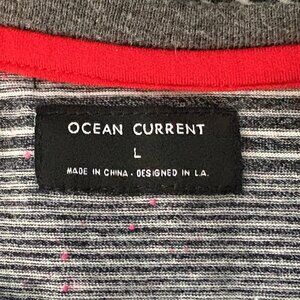 OCEAN CURRENT
L
MADE IN CHINA · DESIGNED IN L.A.